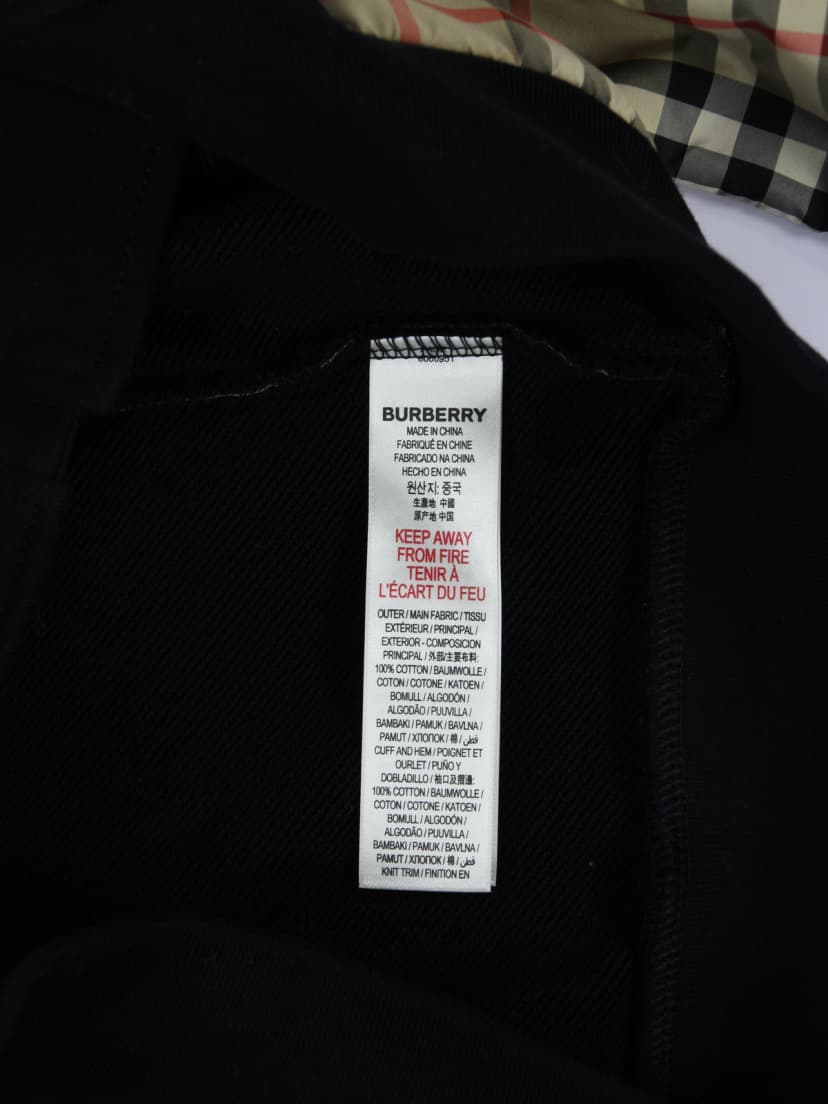 BURBERRY
MADE IN CHINA
FABRIQUÉ EN CHINE
FABRICADO NA CHINA
HECHO EN CHINA
원산지: 중국
生產地 中國
原产地 中国
KEEP AWAY
FROM FIRE
TENIR À
L'ÉCART DU FEU
OUTER / MAIN FABRIC / TISSU
EXTÉRIEUR / PRINCIPAL /
EXTERIOR - COMPOSICION
PRINCIPAL / 外部/主要布料:
100% COTTON / BAUMWOLLE /
COTON / COTONE / KATOEN /
BOMULL / ALGODÓN /
ALGODÃO / PUUVILLA /
BAMBAKI / PAMUK / BAVLNA /
PAMUT / ХЛОПОК / 棉 / قطن
CUFF AND HEM / POIGNET ET
OURLET / PUÑO Y
DOBLADILLO / 袖口及摺邊:
100% COTTON / BAUMWOLLE /
COTON / COTONE / KATOEN /
BOMULL / ALGODÓN /
ALGODÃO / PUUVILLA /
BAMBAKI / PAMUK / BAVLNA /
PAMUT / ХЛОПОК / 棉 / قطن
KNIT TRIM / FINITION EN